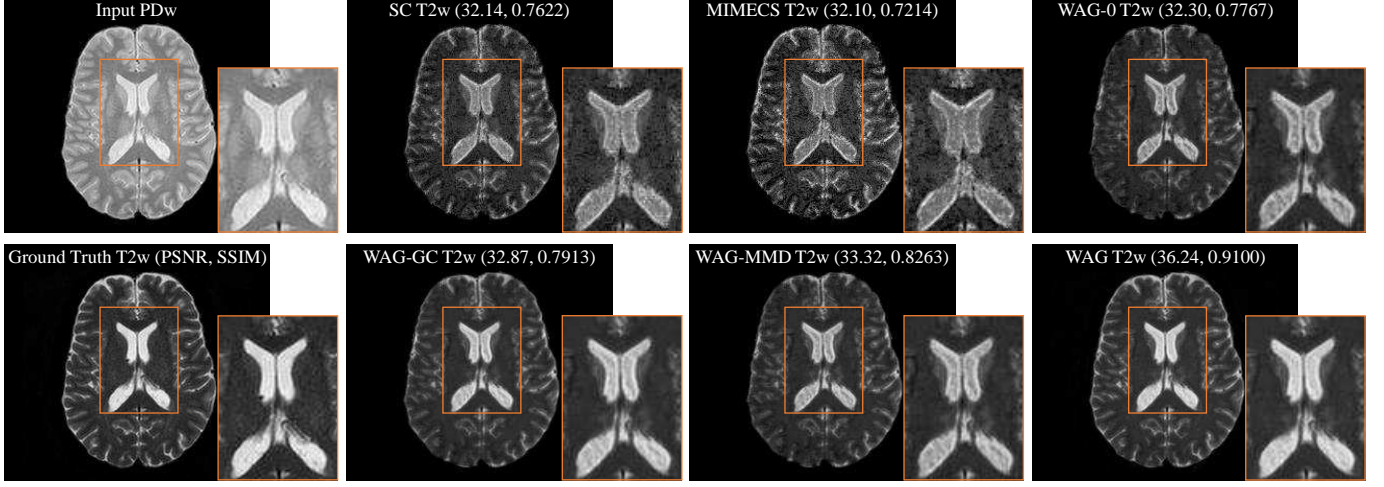 Input PDw
SC T2w (32.14, 0.7622)
MIMECS T2w (32.10, 0.7214)
WAG-0 T2w (32.30, 0.7767)
Ground Truth T2w (PSNR, SSIM)
WAG-GC T2w (32.87, 0.7913)
WAG-MMD T2w (33.32, 0.8263)
WAG T2w (36.24, 0.9100)